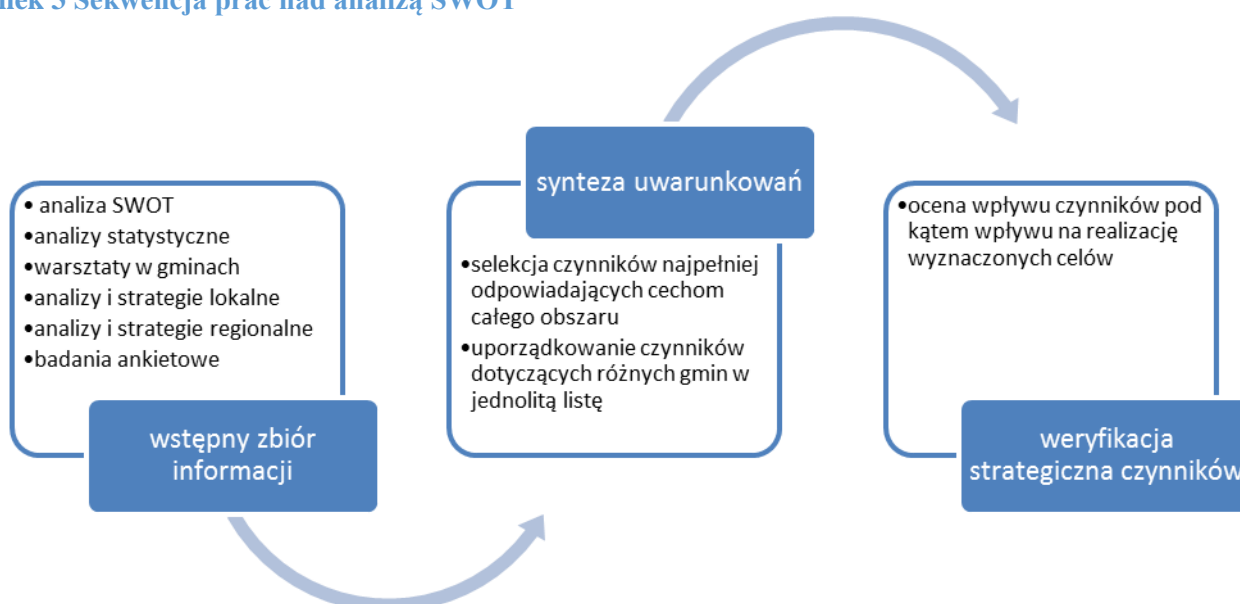 nek 5 Sekwencja prac nad analizą SWOT
• analiza SWOT
•analizy statystyczne
•warsztaty w gminach
•analizy i strategie lokalne
•analizy i strategie regionalne
•badania ankietowe
wstępny zbiór
informacji
synteza uwarunkowań
•selekcja czynników najpełniej
odpowiadających cechom
całego obszaru
•uporządkowanie czynników
dotyczących różnych gmin w
jednolitą listę
•ocena wpływu czynników pod
kątem wpływu na realizację
wyznaczonych celów
weryfikacja
strategiczna czynników